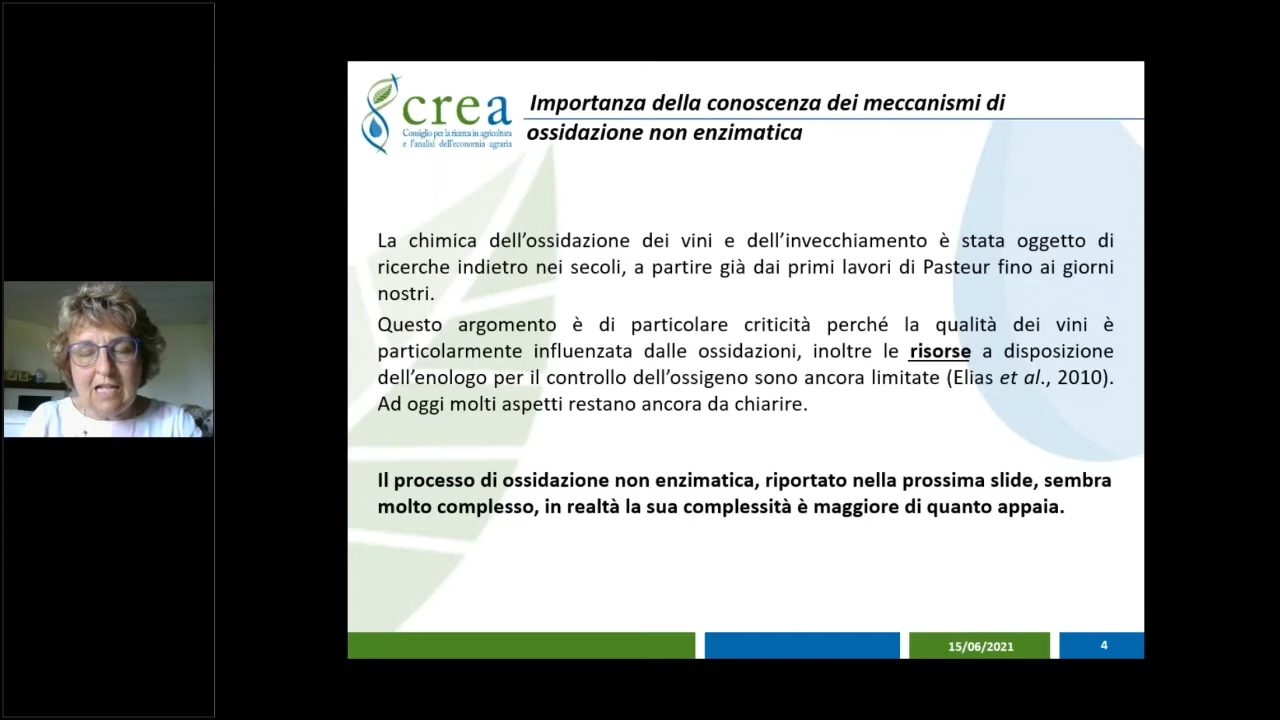 crea
Consiglio per la ricerca in agricoltura
e l'analisi dell'economia agraria
Importanza della conoscenza dei meccanismi di
ossidazione non enzimatica
La chimica dell'ossidazione dei vini e dell'invecchiamento è stata oggetto di
ricerche indietro nei secoli, a partire già dai primi lavori di Pasteur fino ai giorni
nostri.
Questo argomento è di particolare criticità perché la qualità dei vini è
particolarmente influenzata dalle ossidazioni, inoltre le risorse a disposizione
dell'enologo per il controllo dell'ossigeno sono ancora limitate (Elias et al., 2010).
Ad oggi molti aspetti restano ancora da chiarire.
Il processo di ossidazione non enzimatica, riportato nella prossima slide, sembra
molto complesso, in realtà la sua complessità è maggiore di quanto appaia.
15/06/2021
4